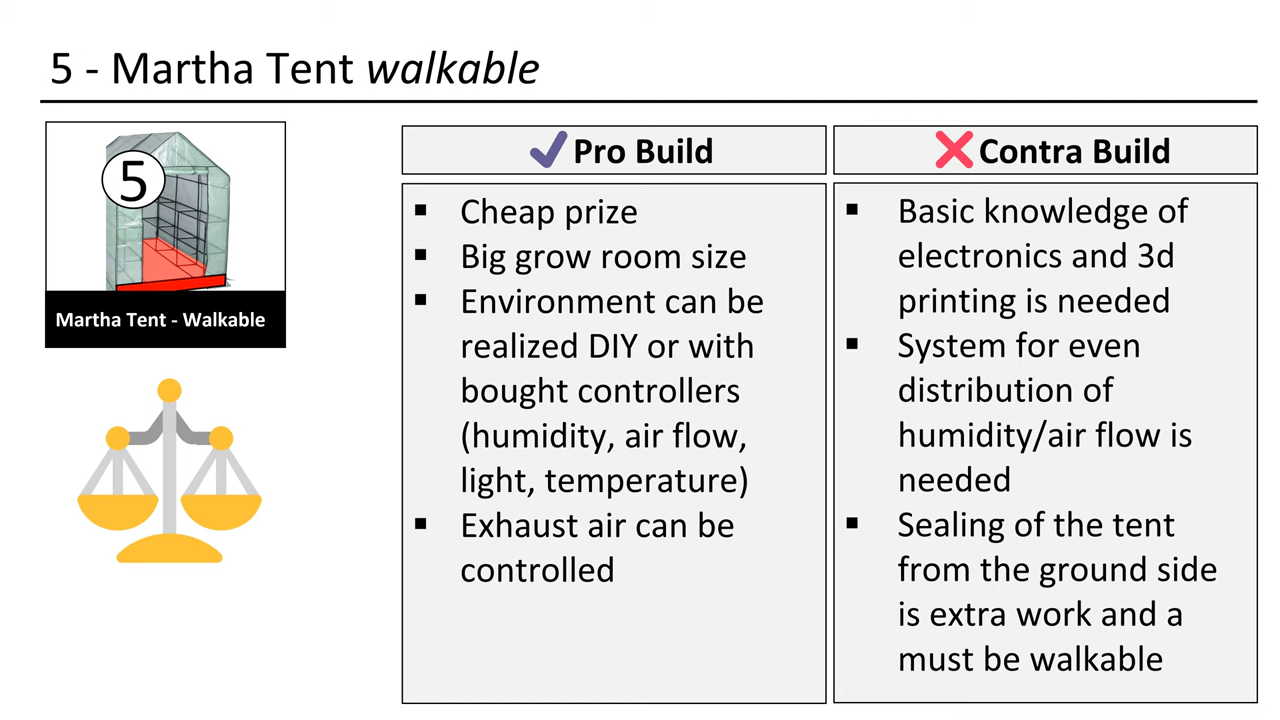 5 - Martha Tent walkable
5
Martha Tent - Walkable
Pro Build
▪ Cheap prize
▪ Big grow room size
▪ Environment can be
realized DIY or with
bought controllers
(humidity, air flow,
light, temperature)
▪ Exhaust air can be
controlled
Contra Build
▪ Basic knowledge of
electronics and 3d
printing is needed
▪ System for even
distribution of
humidity/air flow is
needed
▪ Sealing of the tent
from the ground side
is extra work and a
must be walkable